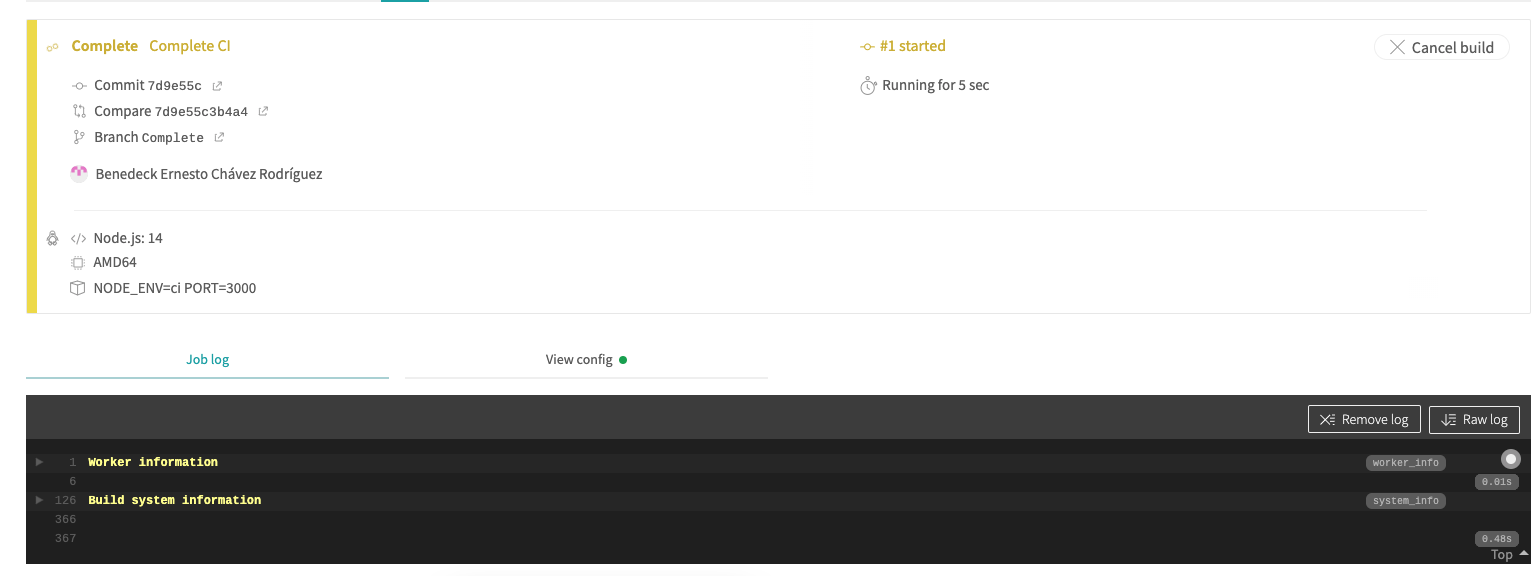 Complete Complete CI
#1 started
Cancel build
Commit 7d9e55c
Running for 5 sec
Compare 7d9e55c3b4a4
Branch Complete
Benedeck Ernesto Chávez Rodríguez
Node.js: 14
AMD64
NODE_ENV=ci PORT=3000
Job log
View config
Remove log
Raw log
1 Worker information worker_info
6 0.01s
126 Build system information system_info
366
367 0.48s
Top